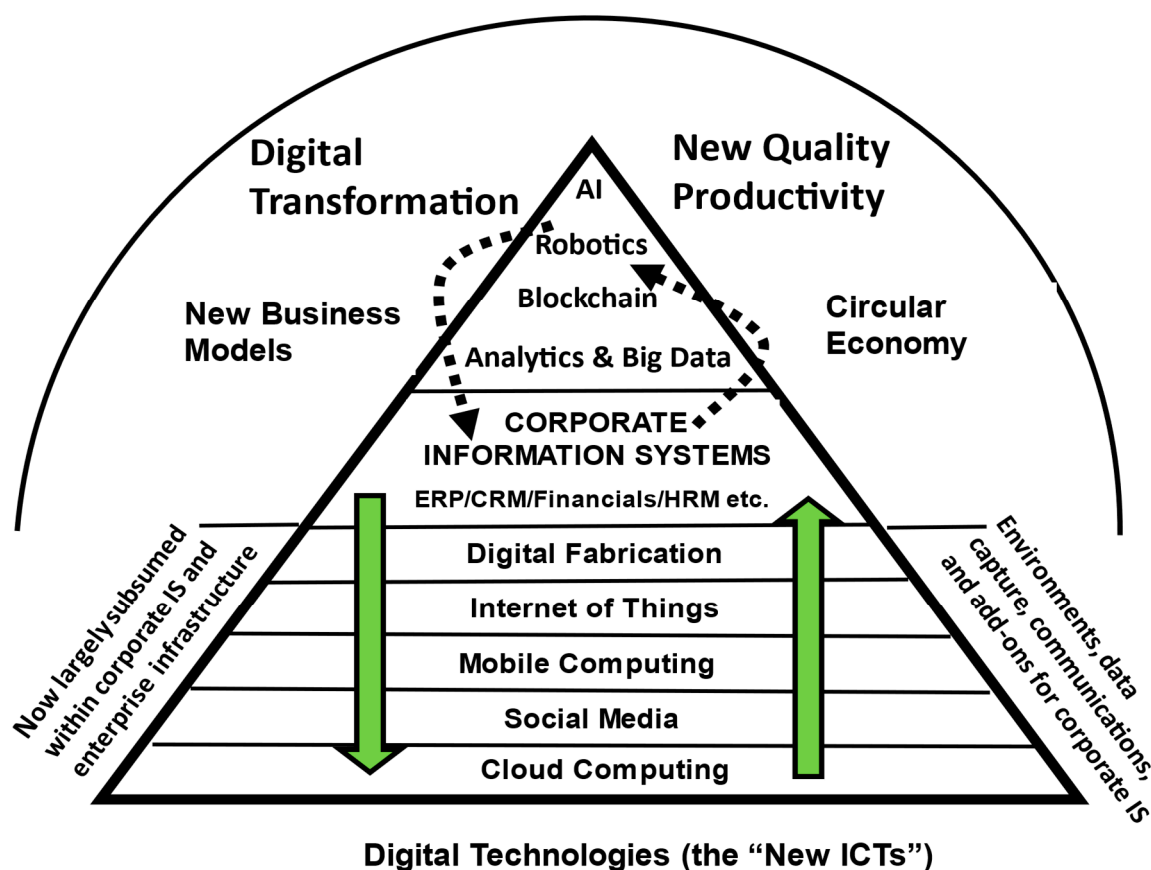 Digital
Transformation
New Quality
Productivity
New Business
Models
Circular
Economy
AI
Robotics
Blockchain
Analytics & Big Data
CORPORATE
INFORMATION SYSTEMS
ERP/CRM/Financials/HRM etc.
Digital Fabrication
Internet of Things
Mobile Computing
Social Media
Cloud Computing
Now largely subsumed
within corporate IS and
enterprise infrastructure
Environments, data
capture, communications,
and add-ons for corporate IS
Digital Technologies (the “New ICTs”)